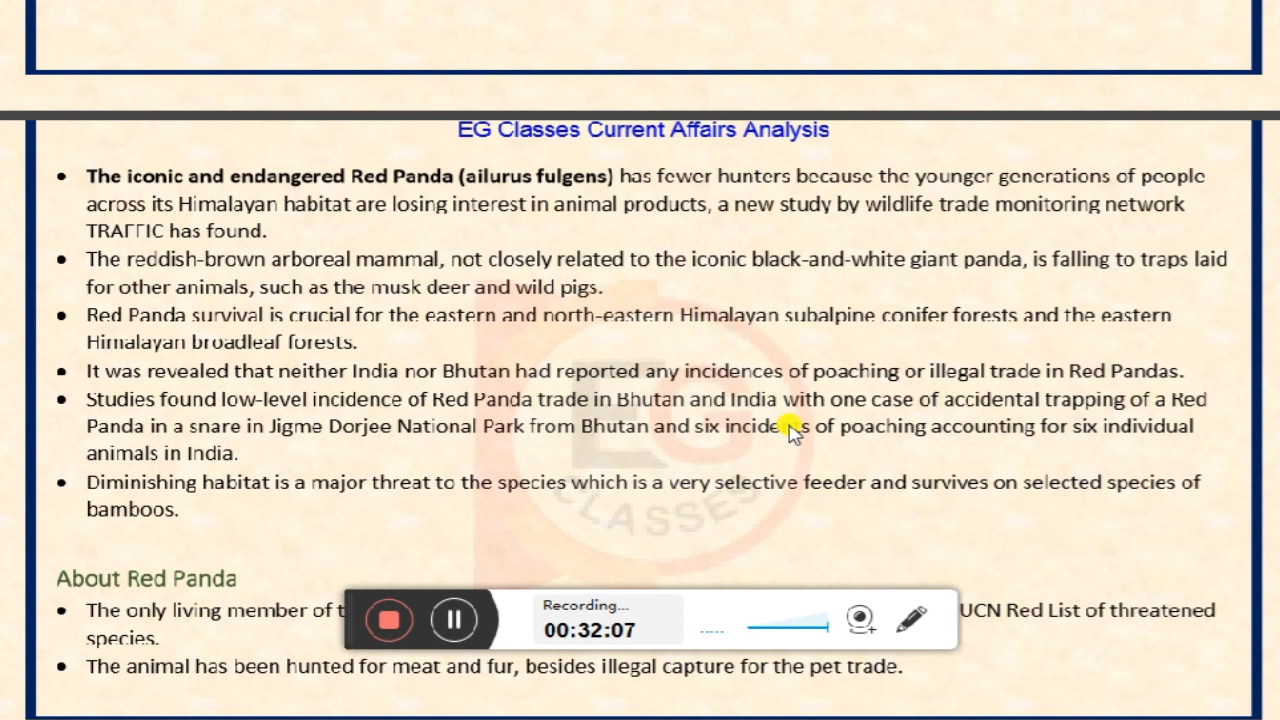 EG Classes Current Affairs Analysis
• The iconic and endangered Red Panda (ailurus fulgens) has fewer hunters because the younger generations of people
across its Himalayan habitat are losing interest in animal products, a new study by wildlife trade monitoring network
TRAFFIC has found.
• The reddish-brown arboreal mammal, not closely related to the iconic black-and-white giant panda, is falling to traps laid
for other animals, such as the musk deer and wild pigs.
• Red Panda survival is crucial for the eastern and north-eastern Himalayan subalpine conifer forests and the eastern
Himalayan broadleaf forests.
• It was revealed that neither India nor Bhutan had reported any incidences of poaching or illegal trade in Red Pandas.
• Studies found low-level incidence of Red Panda trade in Bhutan and India with one case of accidental trapping of a Red
Panda in a snare in Jigme Dorjee National Park from Bhutan and six incidents of poaching accounting for six individual
animals in India.
• Diminishing habitat is a major threat to the species which is a very selective feeder and survives on selected species of
bamboos.
EG
CLASSES
About Red Panda
• The only living member of t
UCN Red List of threatened
species.
• The animal has been hunted for meat and fur, besides illegal capture for the pet trade.
Recording...
00:32:07